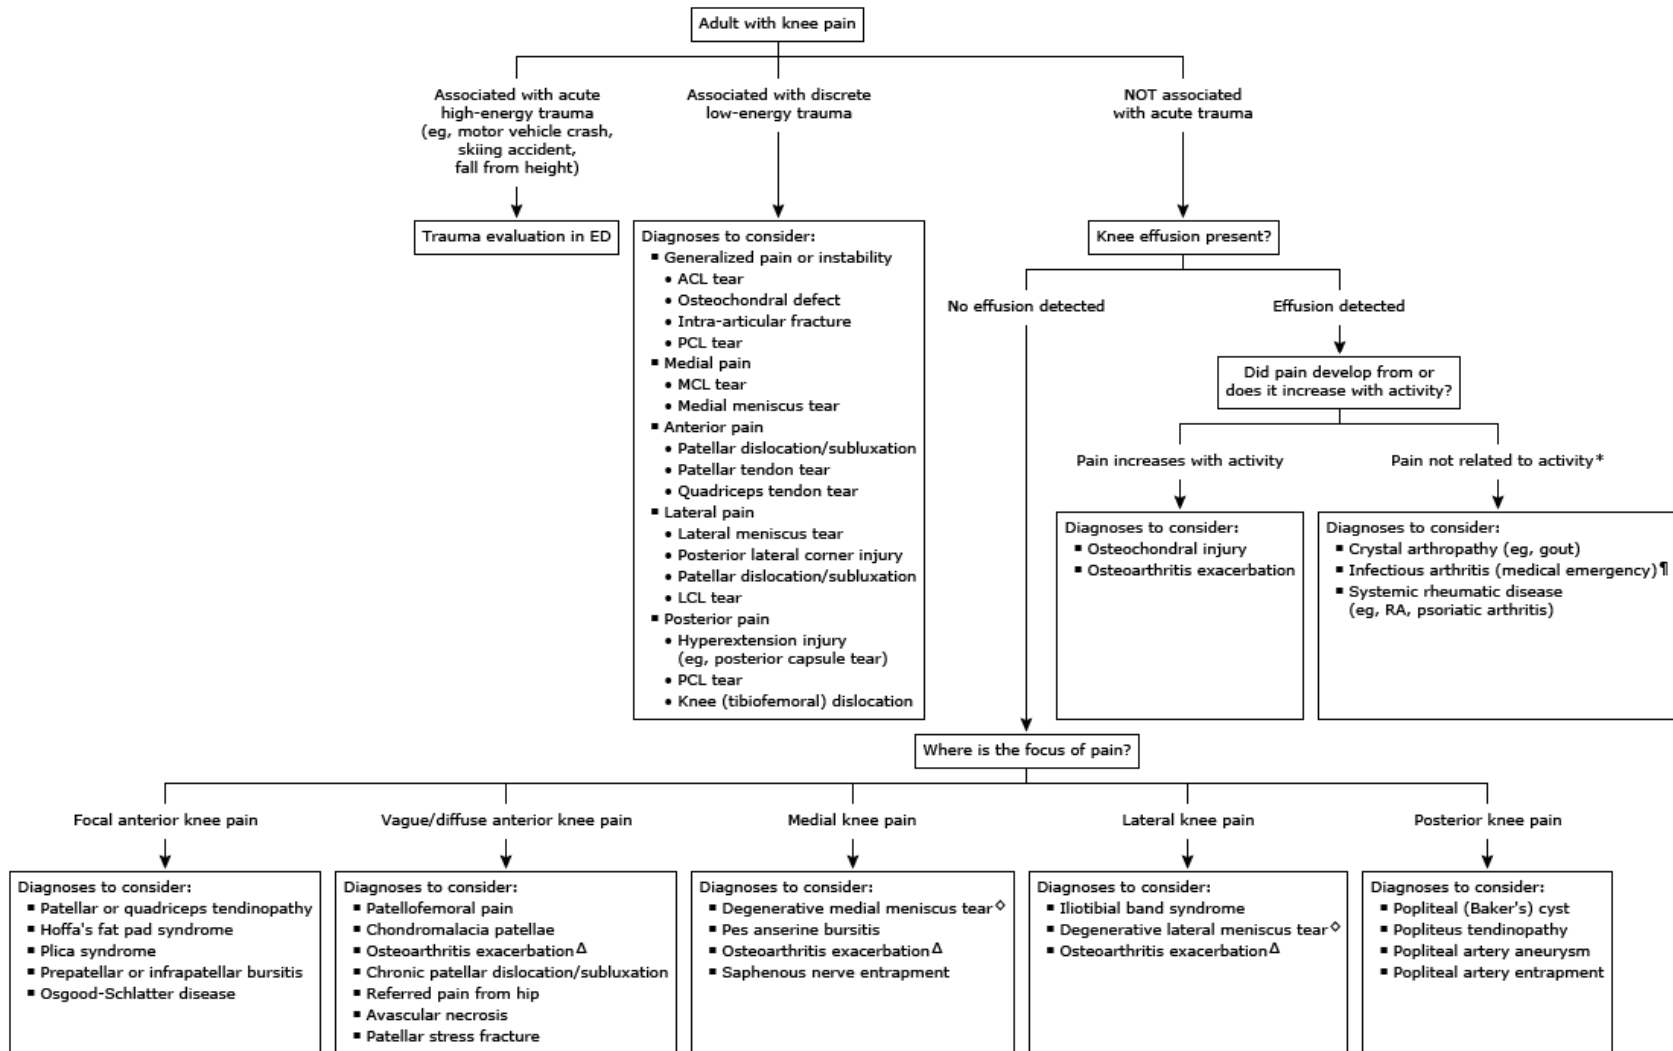 Adult with knee pain
Associated with acute
high-energy trauma
(eg, motor vehicle crash,
skiing accident,
fall from height)
Associated with discrete
low-energy trauma
NOT associated
with acute trauma
Trauma evaluation in ED
Diagnoses to consider:
▪ Generalized pain or instability
• ACL tear
• Osteochondral defect
• Intra-articular fracture
• PCL tear
▪ Medial pain
• MCL tear
• Medial meniscus tear
▪ Anterior pain
• Patellar dislocation/subluxation
• Patellar tendon tear
• Quadriceps tendon tear
▪ Lateral pain
• Lateral meniscus tear
• Posterior lateral corner injury
• Patellar dislocation/subluxation
• LCL tear
▪ Posterior pain
• Hyperextension injury
(eg, posterior capsule tear)
• PCL tear
• Knee (tibiofemoral) dislocation
Knee effusion present?
No effusion detected
Effusion detected
Did pain develop from or
does it increase with activity?
Pain increases with activity
Pain not related to activity*
Diagnoses to consider:
▪ Osteochondral injury
▪ Osteoarthritis exacerbation
Diagnoses to consider:
▪ Crystal arthropathy (eg, gout)
▪ Infectious arthritis (medical emergency)¶
▪ Systemic rheumatic disease
(eg, RA, psoriatic arthritis)
Where is the focus of pain?
Focal anterior knee pain
Vague/diffuse anterior knee pain
Medial knee pain
Lateral knee pain
Posterior knee pain
Diagnoses to consider:
▪ Patellar or quadriceps tendinopathy
▪ Hoffa's fat pad syndrome
▪ Plica syndrome
▪ Prepatellar or infrapatellar bursitis
▪ Osgood-Schlatter disease
Diagnoses to consider:
▪ Patellofemoral pain
▪ Chondromalacia patellae
▪ Osteoarthritis exacerbationΔ
▪ Chronic patellar dislocation/subluxation
▪ Referred pain from hip
▪ Avascular necrosis
▪ Patellar stress fracture
Diagnoses to consider:
▪ Degenerative medial meniscus tear◇
▪ Pes anserine bursitis
▪ Osteoarthritis exacerbationΔ
▪ Saphenous nerve entrapment
Diagnoses to consider:
▪ Iliotibial band syndrome
▪ Degenerative lateral meniscus tear◇
▪ Osteoarthritis exacerbationΔ
Diagnoses to consider:
▪ Popliteal (Baker's) cyst
▪ Popliteus tendinopathy
▪ Popliteal artery aneurysm
▪ Popliteal artery entrapment